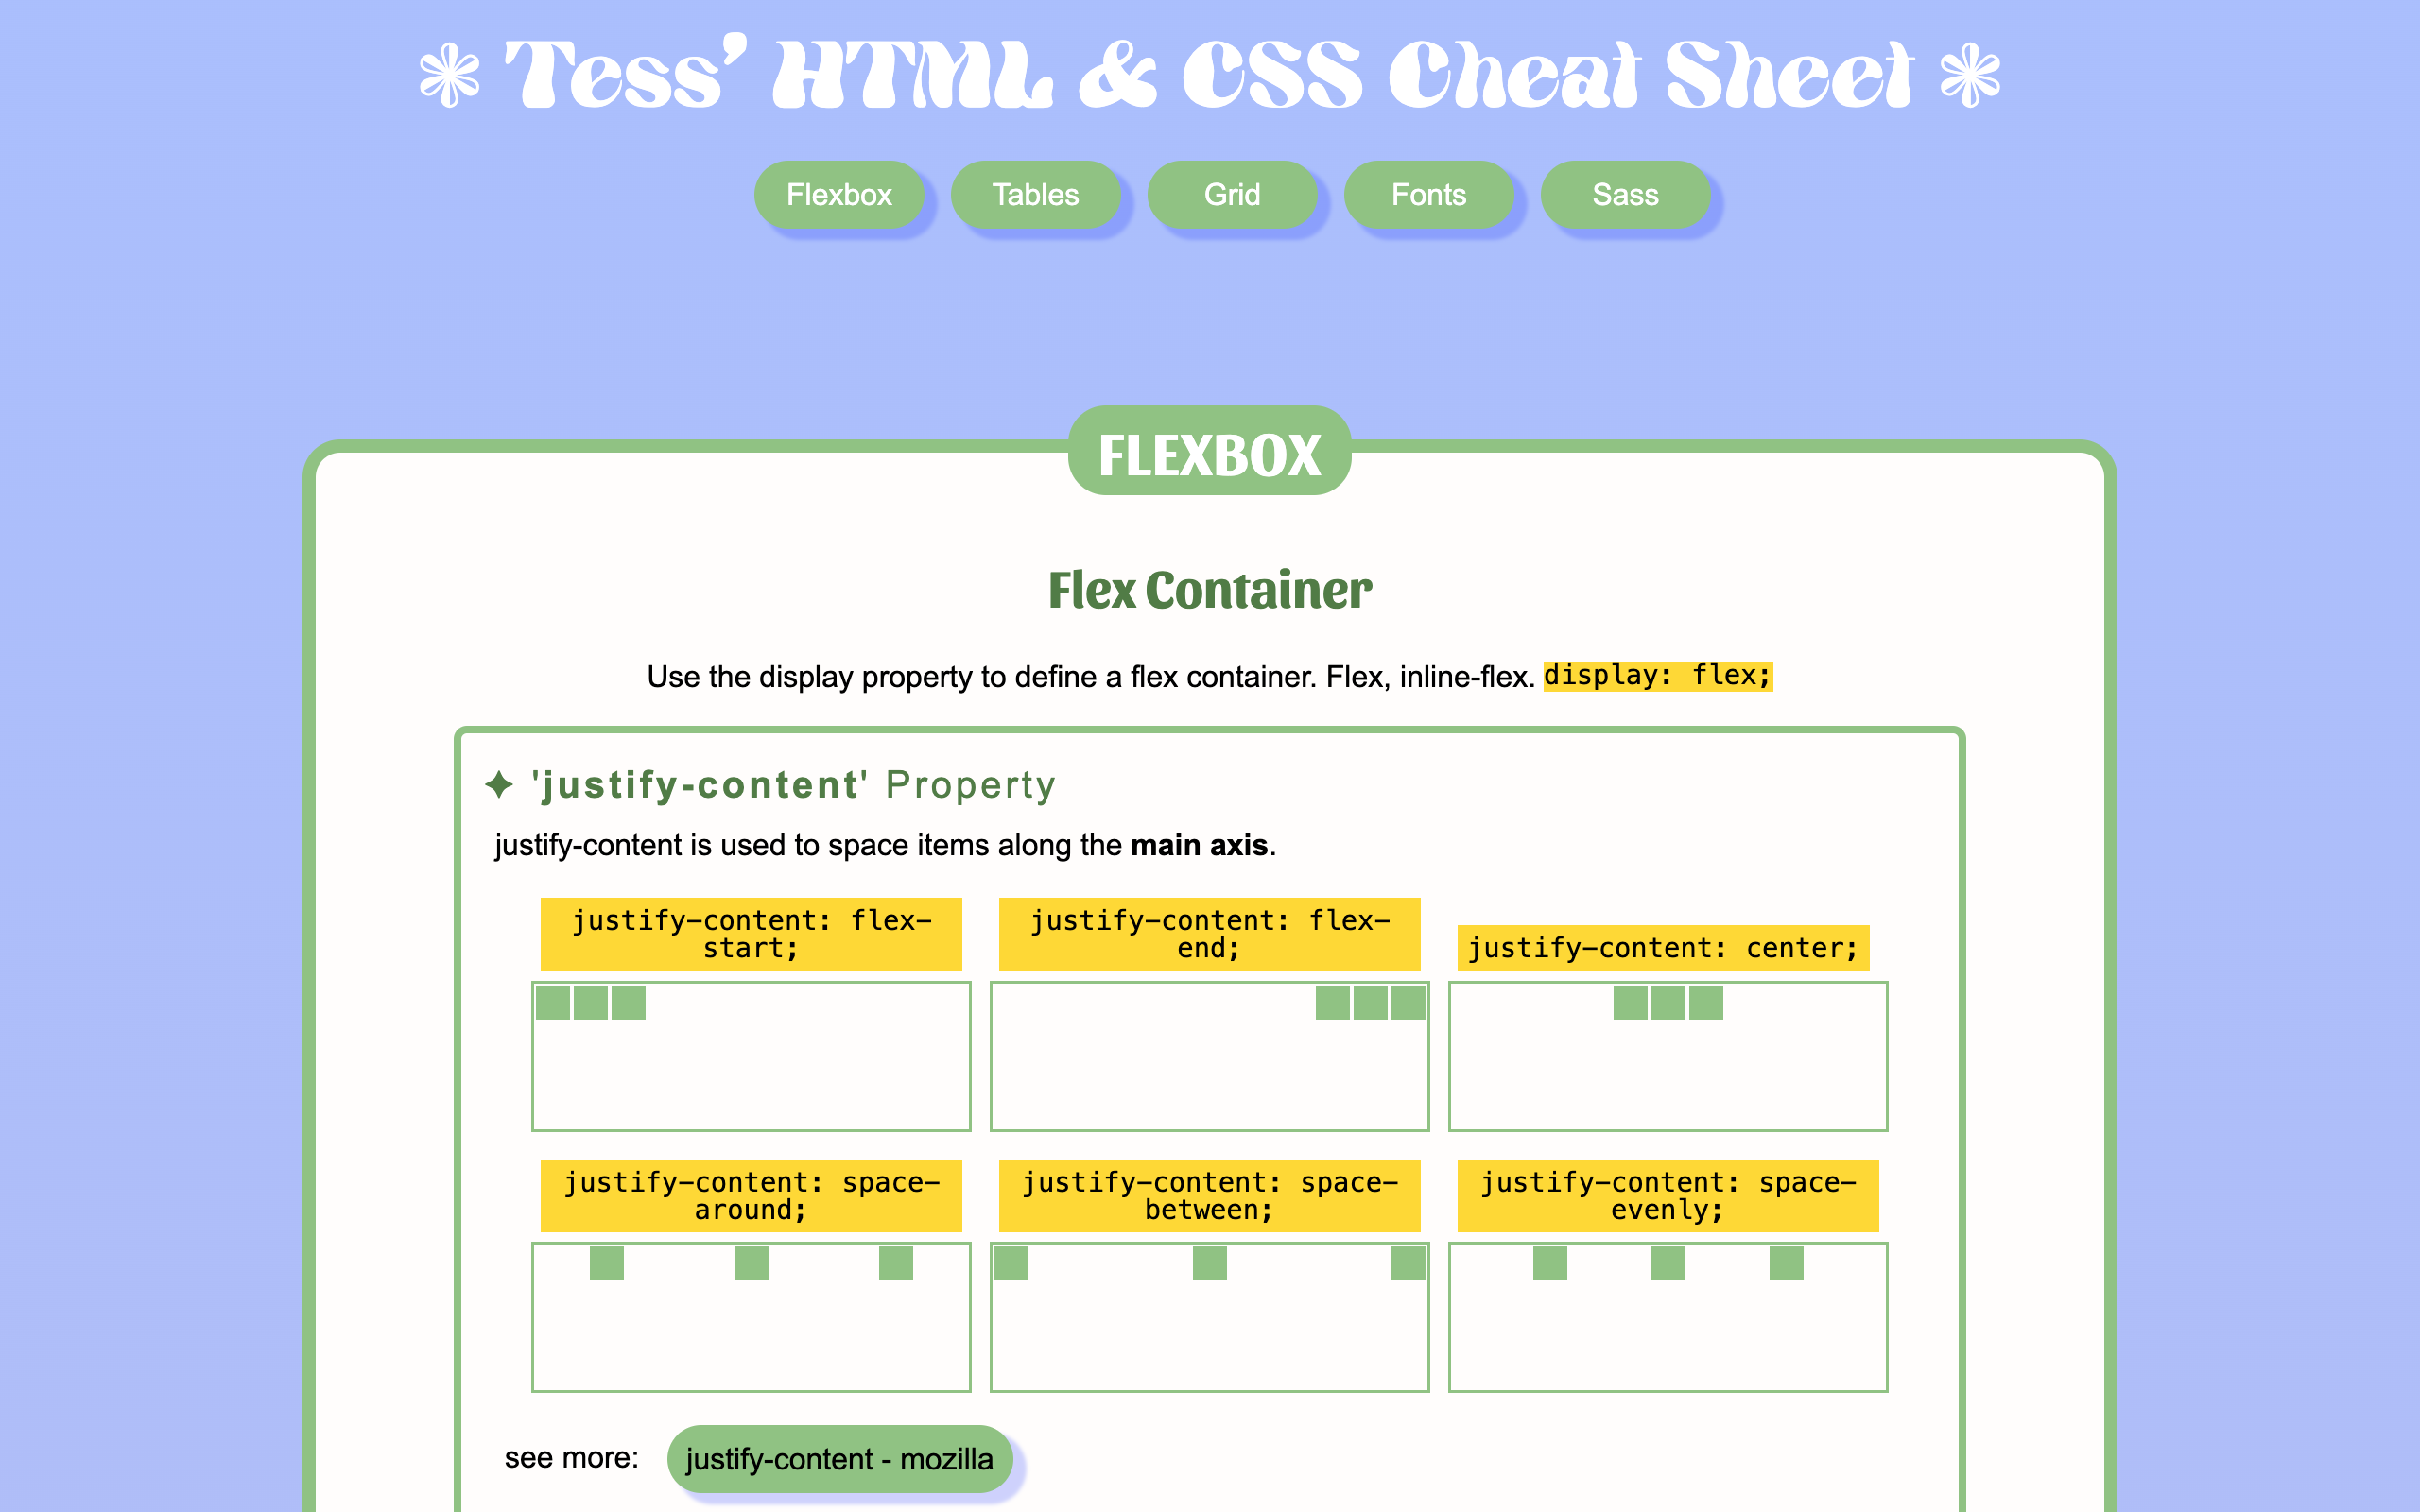 Tess’ HTML & CSS Cheat Sheet
Flexbox Tables Grid Fonts Sass
FLEXBOX
Flex Container
Use the display property to define a flex container. Flex, inline-flex. display: flex;
'justify-content' Property
justify-content is used to space items along the main axis.
justify-content: flex-
start;
justify-content: flex-
end;
justify-content: center;
justify-content: space-
around;
justify-content: space-
between;
justify-content: space-
evenly;
see more: justify-content - mozilla